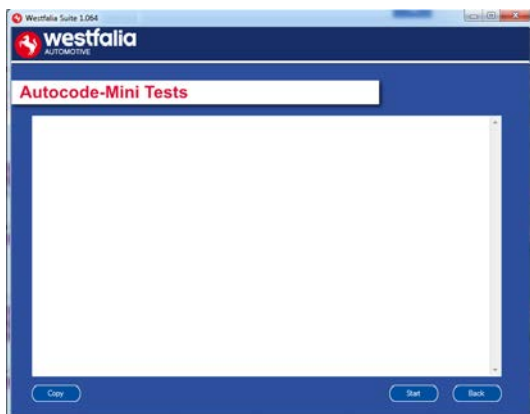 Westfalia Suite 1.064
westfalia
AUTOMOTIVE
Autocode-Mini Tests
Copy
Start
Back